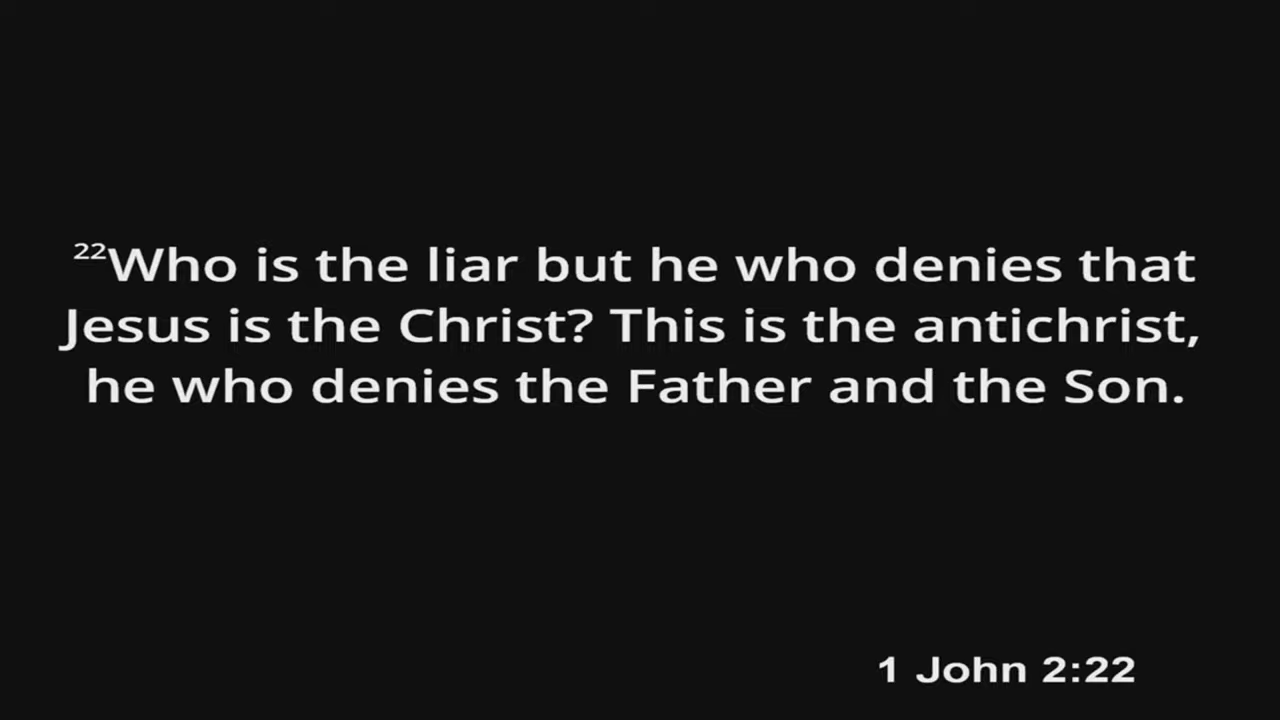 ²²Who is the liar but he who denies that
Jesus is the Christ? This is the antichrist,
he who denies the Father and the Son.
1 John 2:22